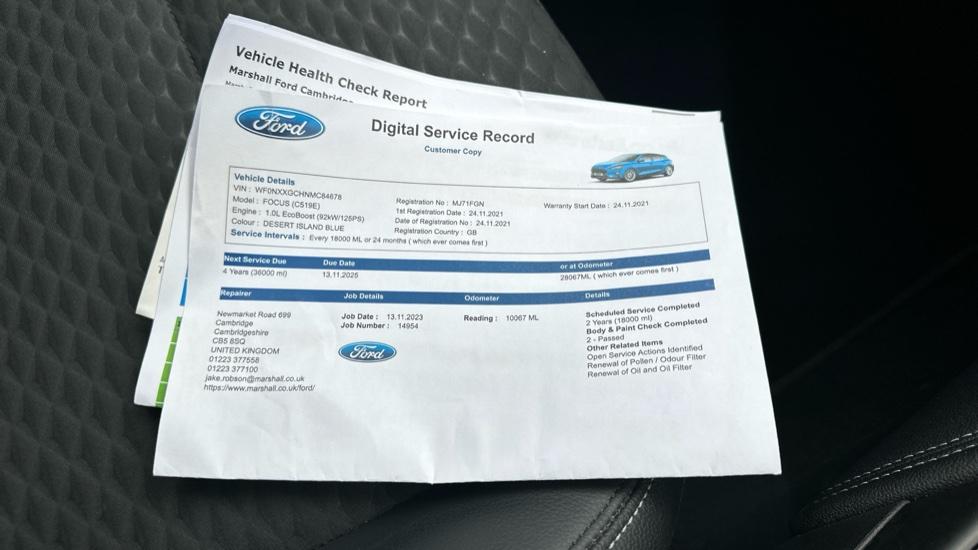 Vehicle Health Check Report
Marshall Ford Cambridge
Ford
Digital Service Record
Customer Copy
Vehicle Details
VIN : WF0NXXGCHNMC84678
Model : FOCUS (C519E)
Engine : 1.0L EcoBoost (92kW/125PS)
Colour : DESERT ISLAND BLUE
Registration No : MJ71FGN
1st Registration Date : 24.11.2021
Date of Registration No : 24.11.2021
Registration Country : GB
Warranty Start Date : 24.11.2021
Service Intervals : Every 18000 ML or 24 months ( which ever comes first )
Next Service Due Due Date or at Odometer
4 Years (36000 ml) 13.11.2025 28067ML ( which ever comes first )
Repairer Job Details Odometer Details
Newmarket Road 699
Cambridge
Cambridgeshire
CB5 8SQ
UNITED KINGDOM
01223 377558
01223 377100
jake.robson@marshall.co.uk
https://www.marshall.co.uk/ford/
Job Date : 13.11.2023
Job Number : 14954
Ford
Reading : 10067 ML
Scheduled Service Completed
2 Years (18000 ml)
Body & Paint Check Completed
2 - Passed
Other Related Items
Open Service Actions Identified
Renewal of Pollen / Odour Filter
Renewal of Oil and Oil Filter